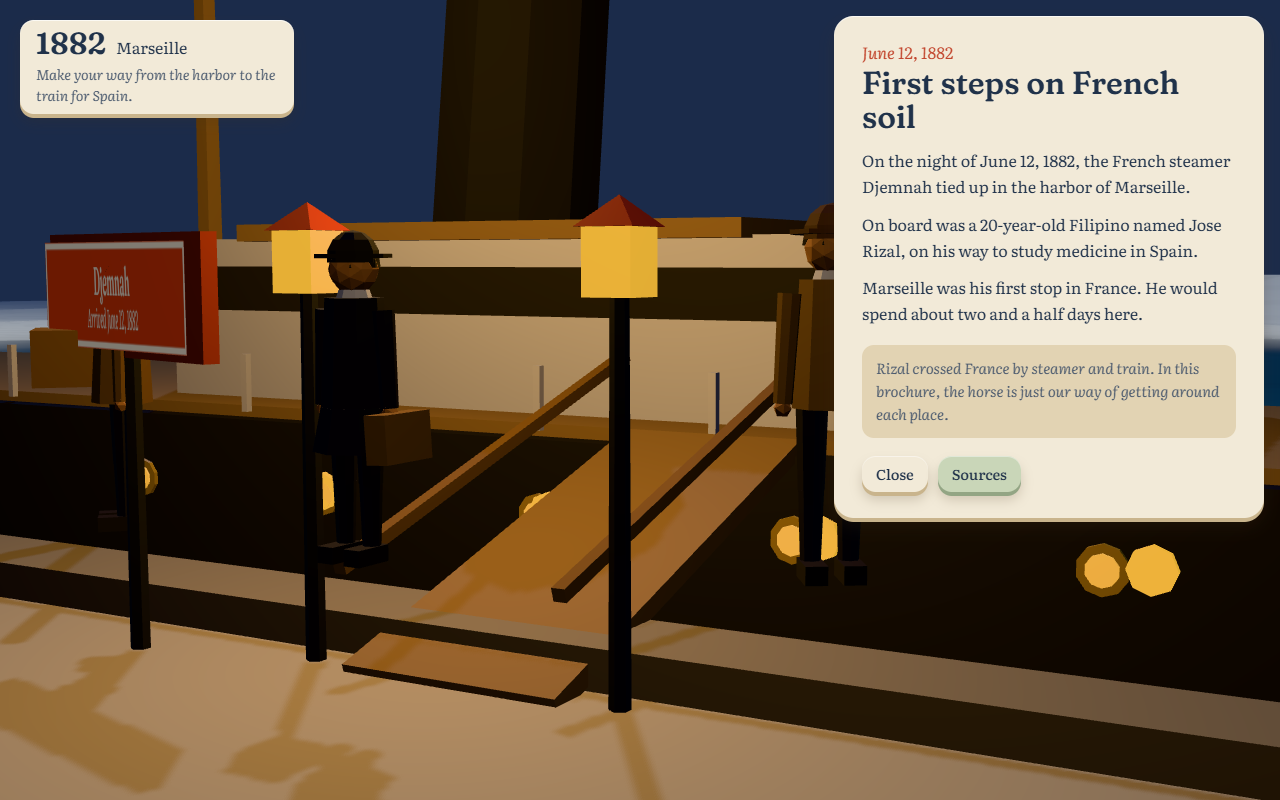 1882 Marseille
Make your way from the harbor to the
train for Spain.
Djemnah
Arrived June 12, 1882
June 12, 1882
First steps on French
soil
On the night of June 12, 1882, the French steamer
Djemnah tied up in the harbor of Marseille.
On board was a 20-year-old Filipino named Jose
Rizal, on his way to study medicine in Spain.
Marseille was his first stop in France. He would
spend about two and a half days here.
Rizal crossed France by steamer and train. In this
brochure, the horse is just our way of getting around
each place.
Close
Sources